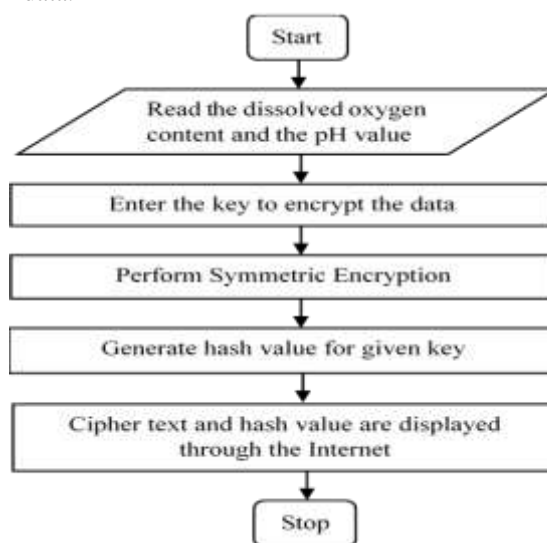 Start
Read the dissolved oxygen
content and the pH value
Enter the key to encrypt the data
Perform Symmetric Encryption
Generate hash value for given key
Cipher text and hash value are displayed
through the Internet
Stop